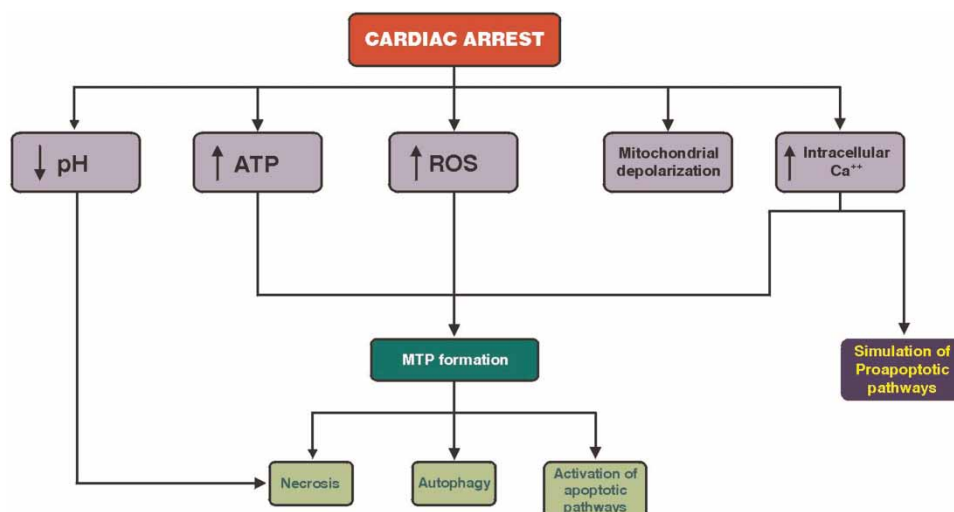 CARDIAC ARREST
↓ pH
↑ ATP
↑ ROS
Mitochondrial
depolarization
↑ Intracellular
Ca⁺⁺
MTP formation
Simulation of
Proapoptotic
pathways
Necrosis
Autophagy
Activation of
apoptotic
pathways